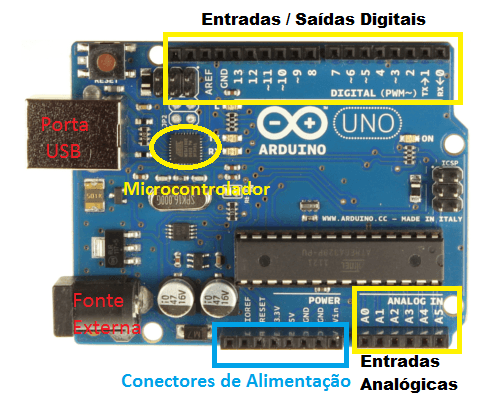 Entradas / Saídas Digitais
RESET
AREF
GND
13
12
~11
~10
~9
8
7
~6
~5
4
~3
2
TX→1
RX←0
DIGITAL (PWM~)
Porta
USB
ARDUINO
UNO
ON
ICSP
Microcontrolador
SPK16.000G
WWW.ARDUINO.CC - MADE IN ITALY
Fonte
Externa
POWER
ANALOG IN
IOREF
RESET
3.3V
5V
GND
GND
Vin
A0
A1
A2
A3
A4
A5
Conectores de Alimentação
Entradas
Analógicas